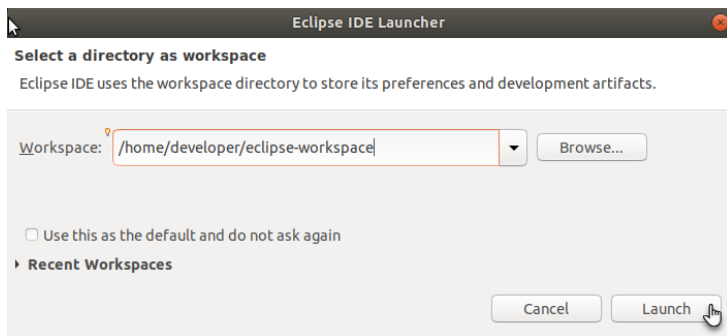 Eclipse IDE Launcher
Select a directory as workspace
Eclipse IDE uses the workspace directory to store its preferences and development artifacts.
Workspace: /home/developer/eclipse-workspace Browse...
Use this as the default and do not ask again
Recent Workspaces
Cancel Launch